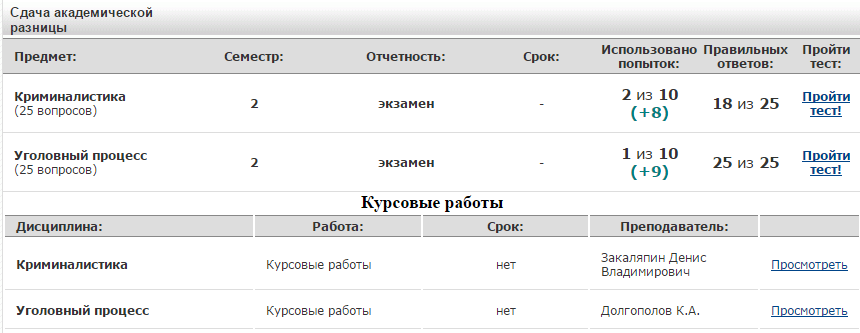 Сдача академической
разницы
Предмет: Семестр: Отчетность: Срок: Использовано попыток: Правильных ответов: Пройти тест:
Криминалистика 2 экзамен - 2 из 10 18 из 25 Пройти
(25 вопросов) (+8) тест!
Уголовный процесс 2 экзамен - 1 из 10 25 из 25 Пройти
(25 вопросов) (+9) тест!
Курсовые работы
Дисциплина: Работа: Срок: Преподаватель:
Криминалистика Курсовые работы нет Закаляпин Денис Владимирович Просмотреть
Уголовный процесс Курсовые работы нет Долгополов К.А. Просмотреть